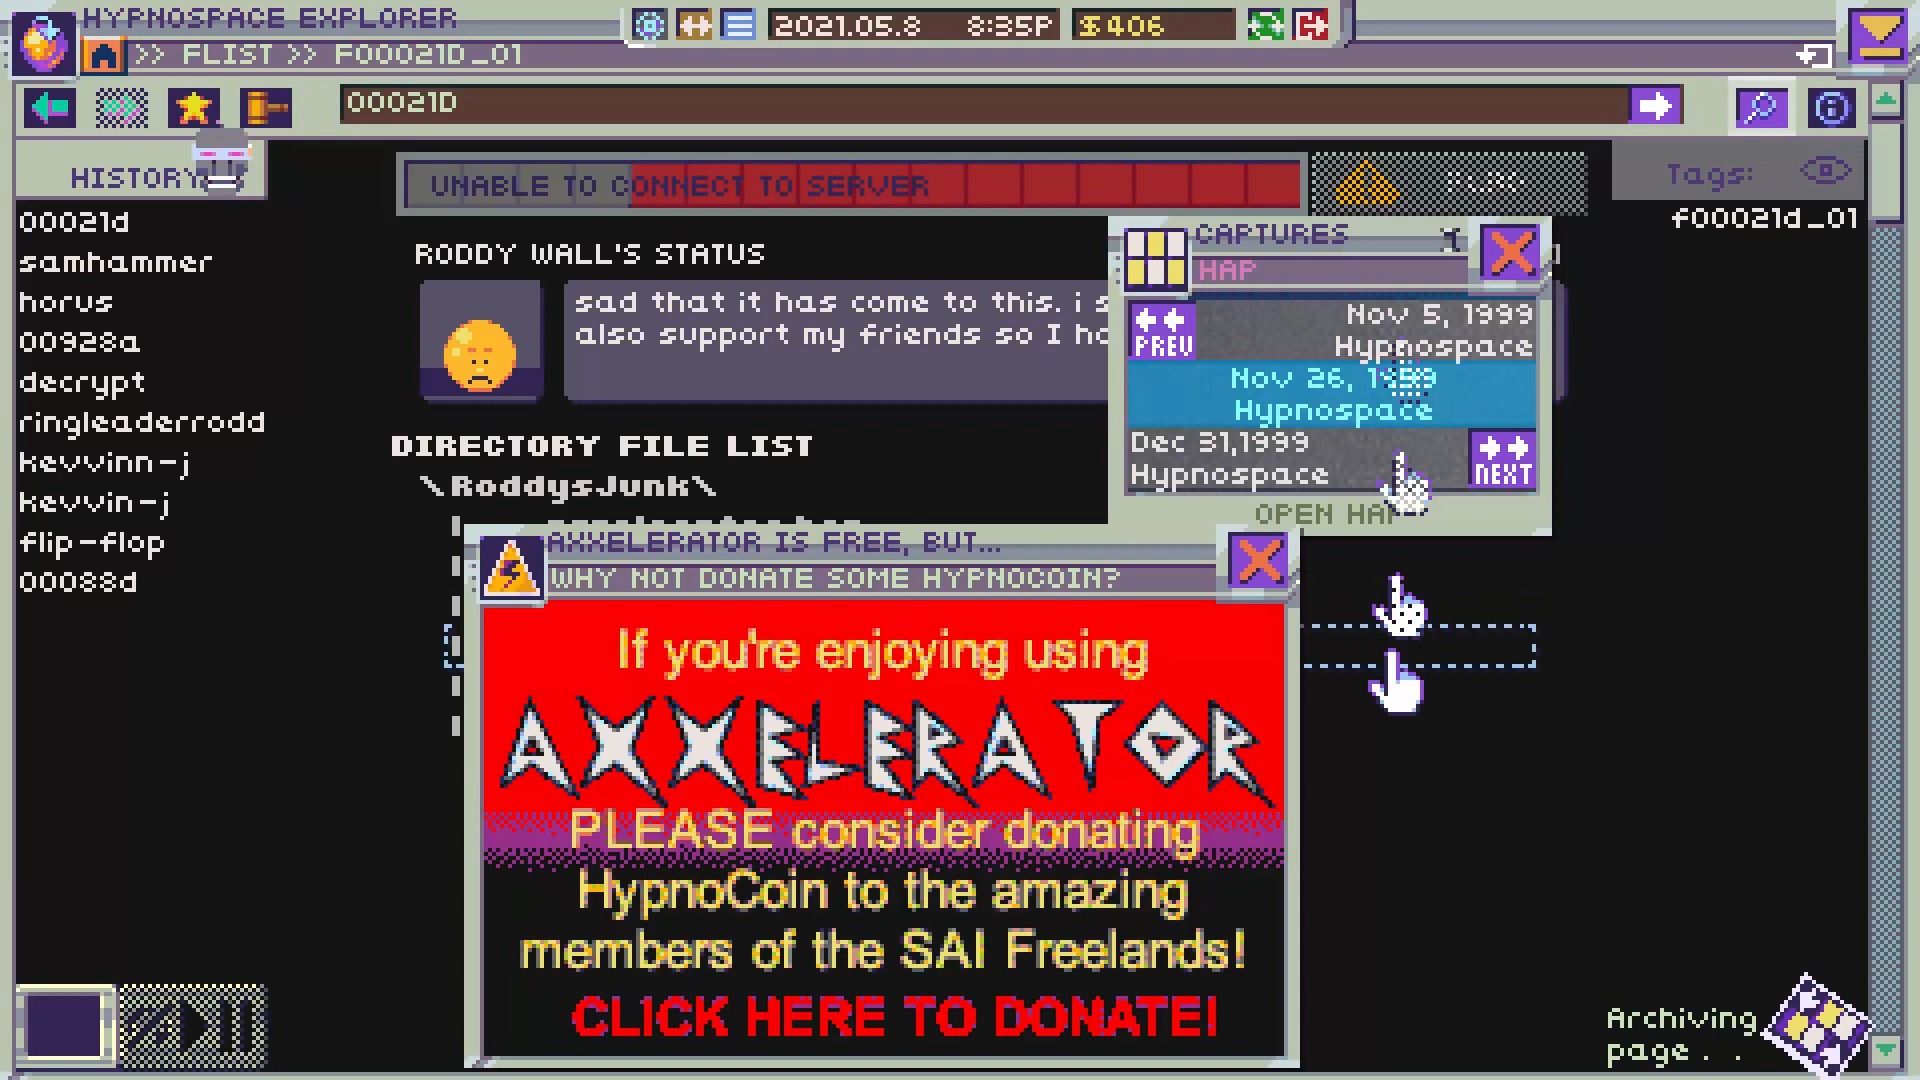 HYPNOSPACE EXPLORER
2021.05.8 8:35P
$406
>> FLIST >> F00021D_01
00021D
HISTORY
00021d
samhammer
horus
00928a
decrypt
ringleaderrodd
kevvinn-j
kevvin-j
flip-flop
00088d
UNABLE TO CONNECT TO SERVER
Tags:
f00021d_01
RODDY WALL'S STATUS
sad that it has come to this. i s
also support my friends so I ha
DIRECTORY FILE LIST
\RoddysJunk\
CAPTURES
HAP
PREV
Nov 5, 1999
Hypnospace
Nov 26, 1999
Hypnospace
Dec 31,1999
Hypnospace
NEXT
OPEN HAP
AXXELERATOR IS FREE, BUT...
WHY NOT DONATE SOME HYPNOCOIN?
If you're enjoying using
AXXELERATOR
PLEASE consider donating
HypnoCoin to the amazing
members of the SAI Freelands!
CLICK HERE TO DONATE!
Archiving
page . .